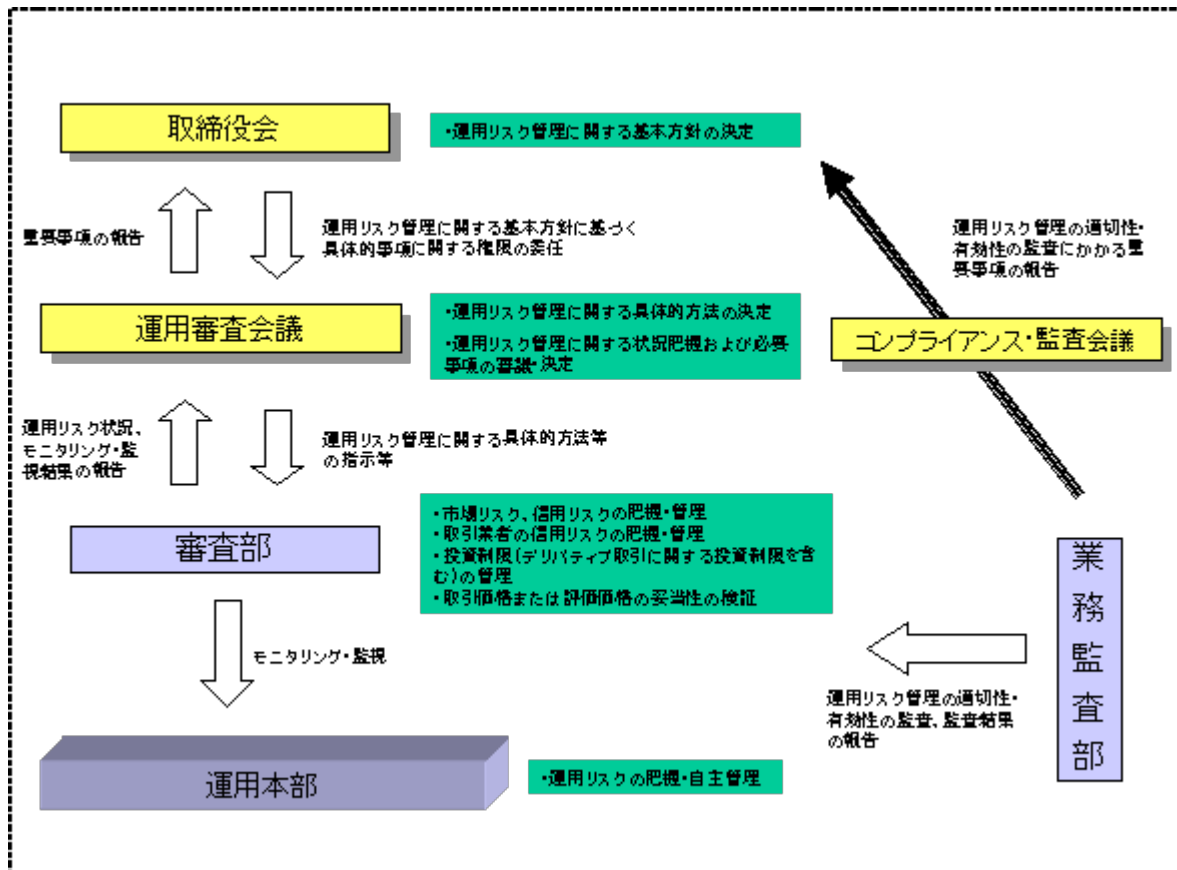 取締役会
・運用リスク管理に関する基本方針の決定
重要事項の報告
運用リスク管理に関する基本方針に基づく
具体的事項に関する権限の委任
運用リスク管理の適切性・
有効性の監査にかかる重
要事項の報告
運用審査会議
・運用リスク管理に関する具体的方法の決定
・運用リスク管理に関する状況把握および必要
事項の審議・決定
コンプライアンス・監査会議
運用リスク状況、
モニタリング・監
視結果の報告
運用リスク管理に関する具体的方法等
の指示等
審査部
・市場リスク、信用リスクの把握・管理
・取引業者の信用リスクの把握・管理
・投資制限(デリバティブ取引に関する投資制限を含
む)の管理
・取引価格または評価価格の妥当性の検証
業務監査部
モニタリング・監視
運用リスク管理の適切性・
有効性の監査、監査結果
の報告
運用本部
・運用リスクの把握・自主管理